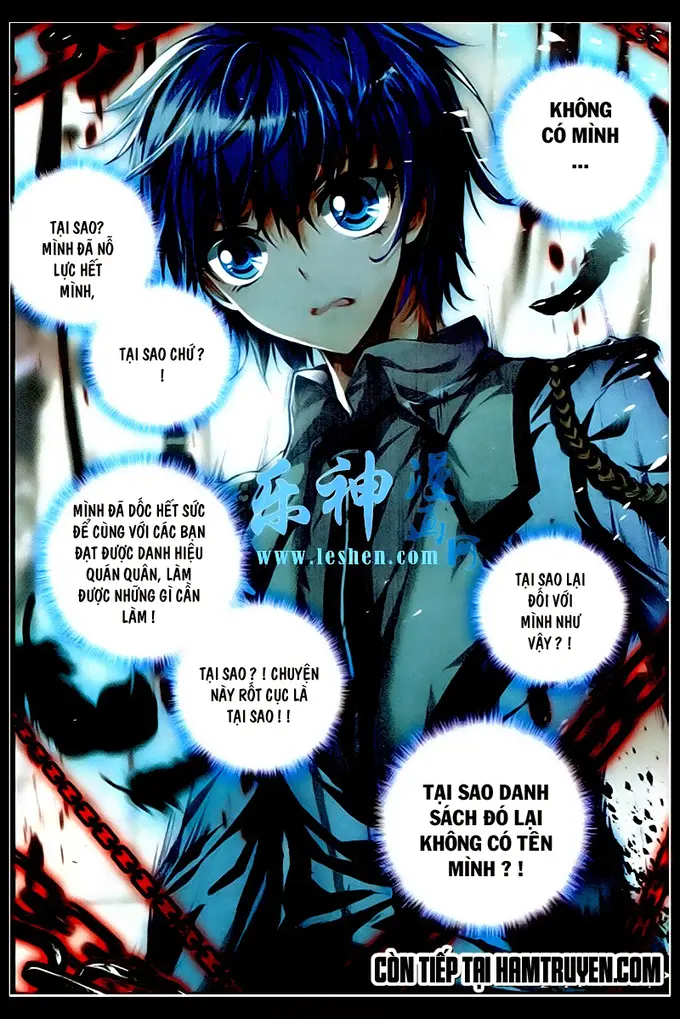 KHÔNG
CÓ MÌNH
...
TẠI SAO?
MÌNH ĐÃ NỖ
LỰC HẾT
MÌNH,
TẠI SAO CHỨ?
!
MÌNH ĐÃ DỐC HẾT SỨC
ĐỂ CÙNG VỚI CÁC BẠN
ĐẠT ĐƯỢC DANH HIỆU
QUÁN QUÂN, LÀM
ĐƯỢC NHỮNG GÌ CẦN
LÀM!
乐神
漫画
www.leshen.com
TẠI SAO LẠI
ĐỐI VỚI
MÌNH NHƯ
VẬY?!
TẠI SAO?! CHUYỆN
NÀY RỐT CỤC LÀ
TẠI SAO!!
TẠI SAO DANH
SÁCH ĐÓ LẠI
KHÔNG CÓ TÊN
MÌNH?!
CÒN TIẾP TẠI HAMTRUYEN.COM